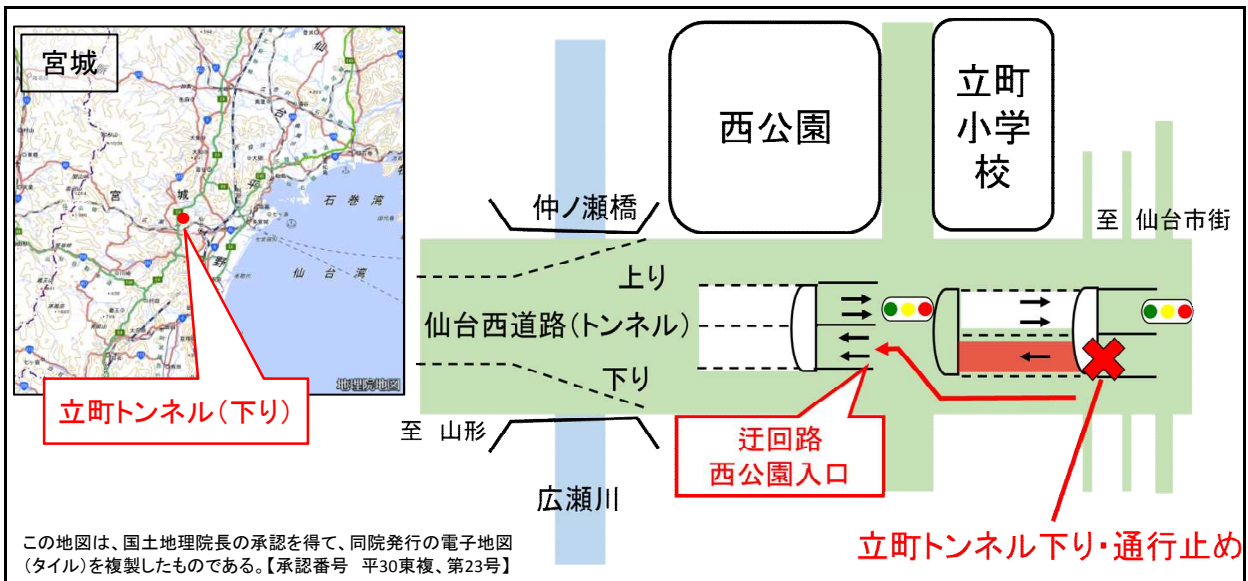 宮城
石巻湾
仙台湾
地理院地図
立町トンネル(下り)
西公園
立町
小学
校
仲ノ瀬橋
至 仙台市街
上り
仙台西道路(トンネル)
下り
至 山形
迂回路
西公園入口
広瀬川
立町トンネル下り・通行止め
この地図は、国土地理院長の承認を得て、同院発行の電子地図
(タイル)を複製したものである。【承認番号 平30東複、第23号】